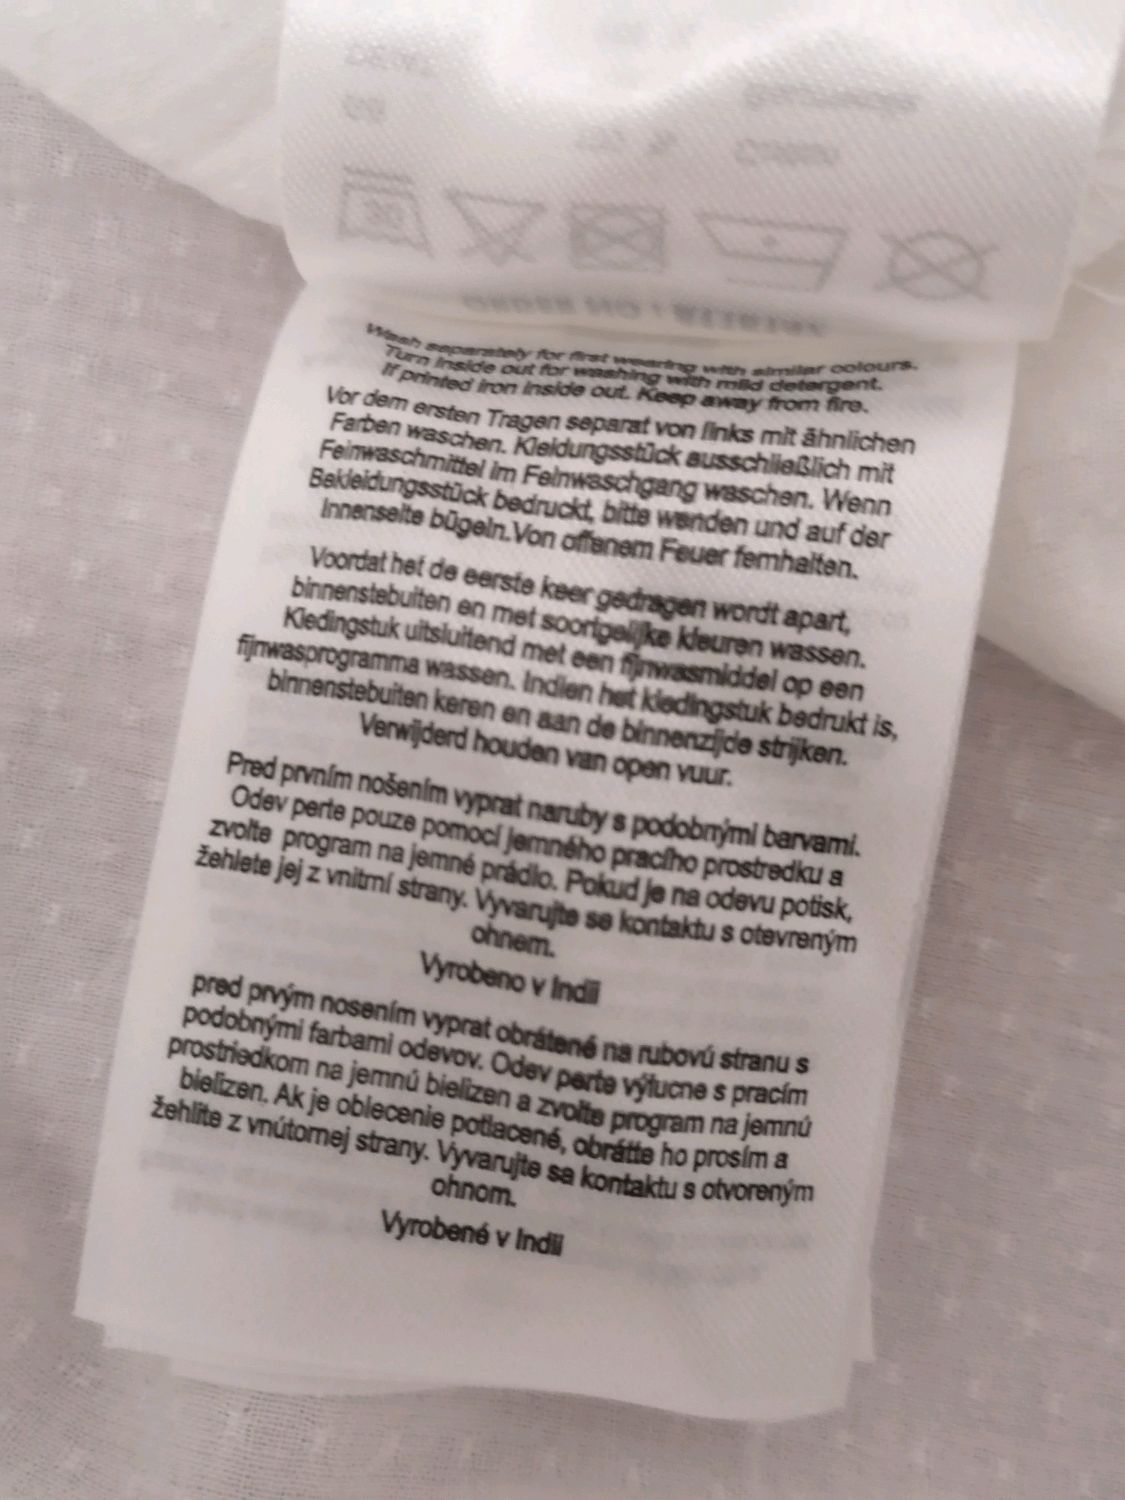 30
Wash separately for first wearing with similar colours.
Turn inside out for washing with mild detergent.
If printed iron inside out. Keep away from fire.
Vor dem ersten Tragen separat von links mit ähnlichen
Farben waschen. Kleidungsstück ausschließlich mit
Feinwaschmittel im Feinwaschgang waschen. Wenn
Bekleidungsstück bedruckt, bitte wenden und auf der
Innenseite bügeln.Von offenem Feuer fernhalten.
Voordat het de eerste keer gedragen wordt apart,
binnenstebuiten en met soortgelijke kleuren wassen.
Kledingstuk uitsluitend met een fijnwasmiddel op een
fijnwasprogramma wassen. Indien het kledingstuk bedrukt is,
binnenstebuiten keren en aan de binnenzijde strijken.
Verwijderd houden van open vuur.
Pred prvním nošením vyprat naruby s podobnými barvami.
Odev perte pouze pomocí jemného pracího prostredku a
zvolte program na jemné prádlo. Pokud je na odevu potisk,
žehlete jej z vnitrní strany. Vyvarujte se kontaktu s otevreným
ohnem.
Vyrobeno v Indii
pred prvým nosením vyprat obrátené na rubovú stranu s
podobnými farbami odevov. Odev perte výlucne s pracím
prostriedkom na jemnú bielizen a zvolte program na jemnú
bielizen. Ak je oblecenie potlacené, obrátte ho prosím a
žehlite z vnútornej strany. Vyvarujte sa kontaktu s otvoreným
ohnom.
Vyrobené v Indii